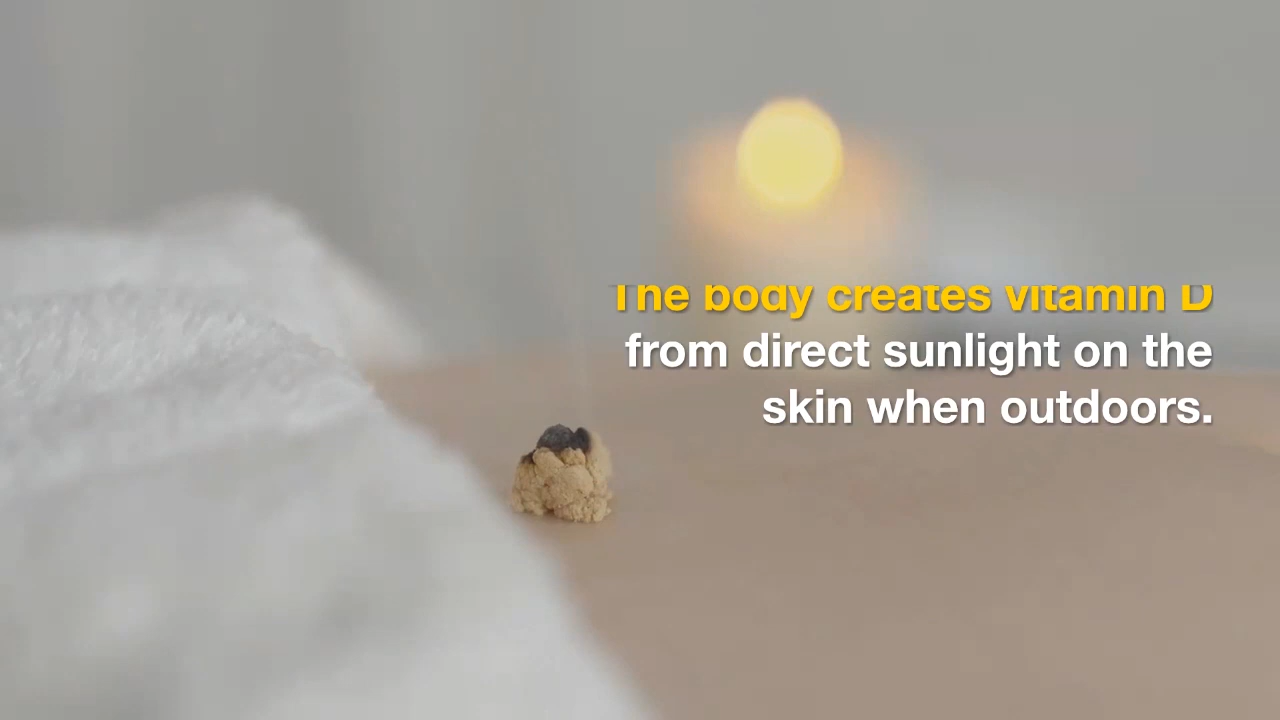 The body creates vitamin D
from direct sunlight on the
skin when outdoors.